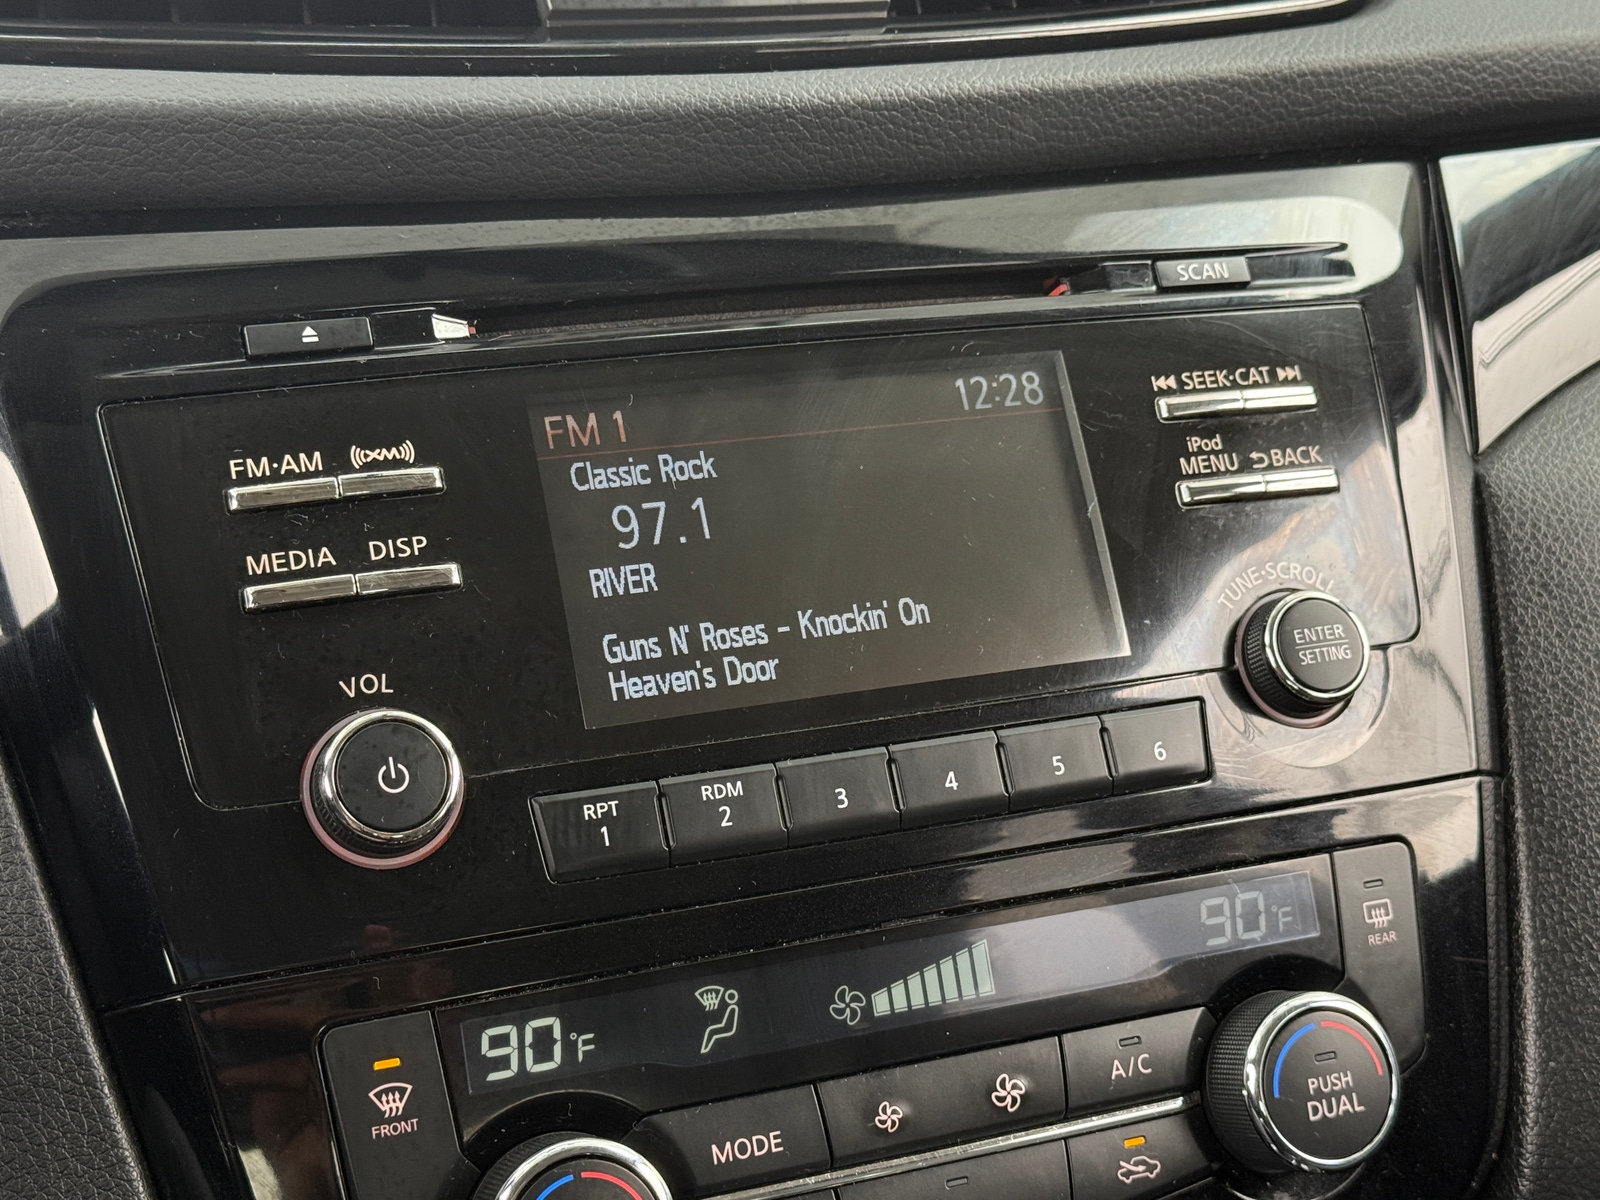 SCAN
SEEK·CAT
iPod
MENU BACK
FM·AM XM
MEDIA DISP
VOL
FM 1 12:28
Classic Rock
97.1
RIVER
Guns N' Roses - Knockin' On
Heaven's Door
TUNE·SCROLL
ENTER
SETTING
RPT
1
RDM
2
3
4
5
6
90°F
90°F
REAR
FRONT
MODE
A/C
PUSH
DUAL